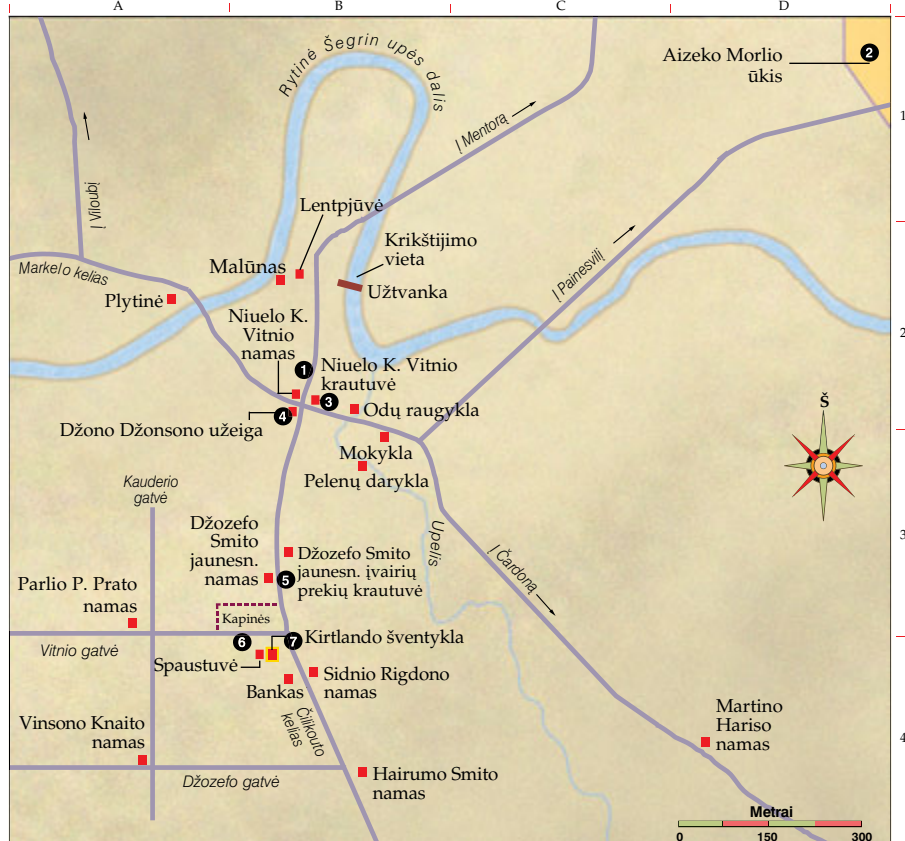 A
B
C
D
Rytinė Šegrin upės dalis
Aizeko Morlio
ūkis
2
1
Į Mentorą
Į Viloubį
Lentpjūvė
Krikštijimo
vieta
Markelo kelias
Malūnas
Užtvanka
Plytinė
Į Painesvilį
Niuelo K.
Vitnio
namas
2
1
Niuelo K. Vitnio
krautuvė
3
4
Odų raugykla
Džono Džonsono užeiga
Š
Mokykla
Pelenų darykla
Kauderio
gatvė
Džozefo
Smito
jaunesn.
namas
Upelis
3
Į Čardoną
Džozefo Smito
jaunesn. įvairių
prekių krautuvė
5
Parlio P. Prato
namas
Kapinės
6
7
Kirtlando šventykla
Vitnio gatvė
Spaustuvė
Bankas
Sidnio Rigdono
namas
Čilikouto
kelias
Martino
Hariso
namas
4
Vinsono Knaito
namas
Džozefo gatvė
Hairumo Smito
namas
Metrai
0 150 300